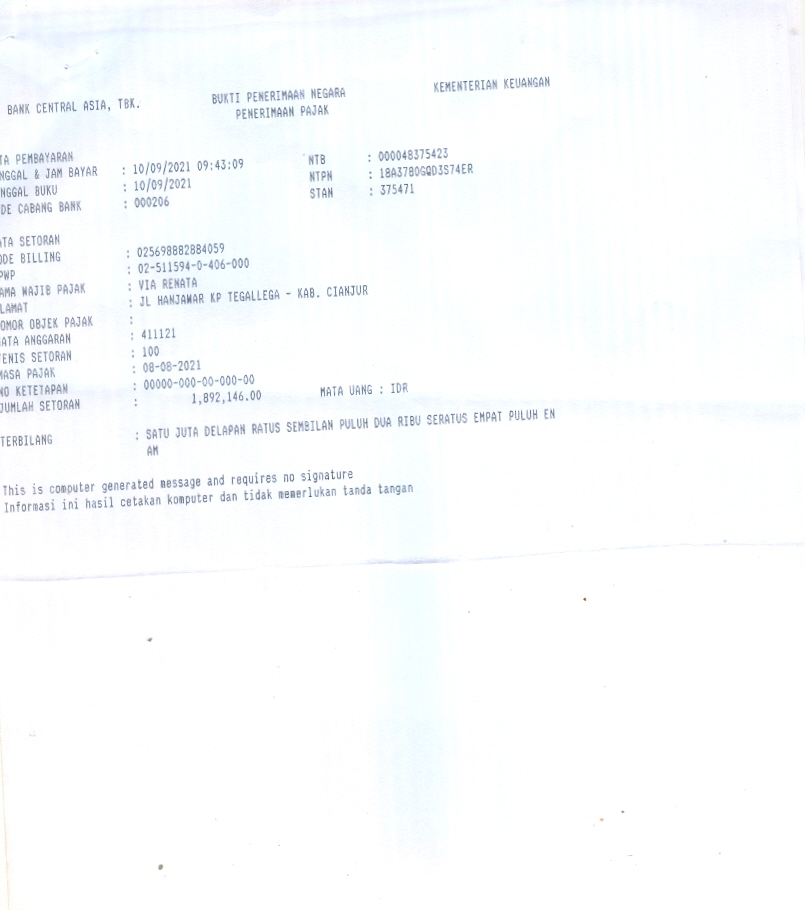 BANK CENTRAL ASIA, TBK. BUKTI PENERIMAAN NEGARA KEMENTERIAN KEUANGAN
PENERIMAAN PAJAK
TA PEMBAYARAN
NGGAL & JAM BAYAR : 10/09/2021 09:43:09 NTB : 000048375423
NGGAL BUKU : 10/09/2021 NTPN : 18A3780GQD3S74ER
DE CABANG BANK : 000206 STAN : 375471
ATA SETORAN
ODE BILLING : 025698882884059
PWP : 02-511594-0-406-000
AMA WAJIB PAJAK : VIA RENATA
LAMAT : JL HANJAWAR KP TEGALLEGA - KAB. CIANJUR
OMOR OBJEK PAJAK :
ATA ANGGARAN : 411121
ENIS SETORAN : 100
MASA PAJAK : 08-08-2021
NO KETETAPAN : 00000-000-00-000-00
JUMLAH SETORAN : 1,892,146.00 MATA UANG : IDR
TERBILANG : SATU JUTA DELAPAN RATUS SEMBILAN PULUH DUA RIBU SERATUS EMPAT PULUH EN
AM
This is computer generated message and requires no signature
Informasi ini hasil cetakan komputer dan tidak memerlukan tanda tangan